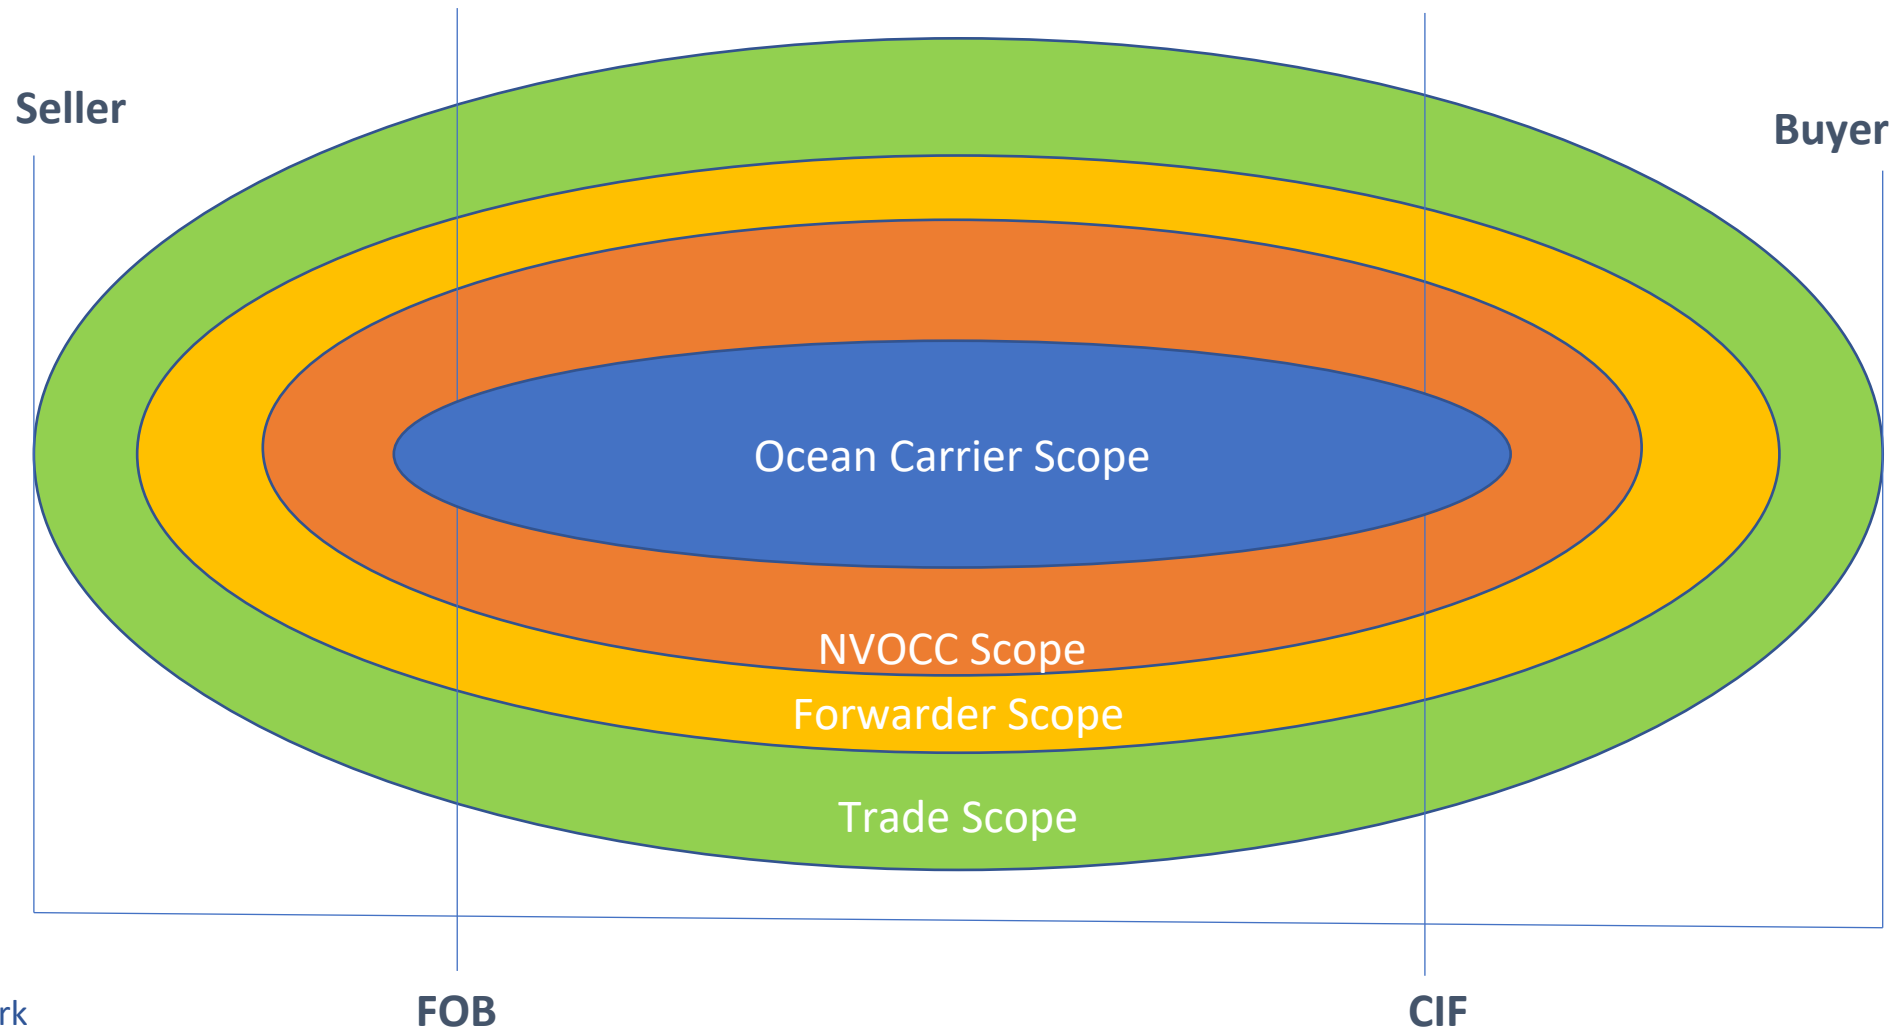 Seller
Buyer
Ocean Carrier Scope
NVOCC Scope
Forwarder Scope
Trade Scope
FOB
CIF
rk